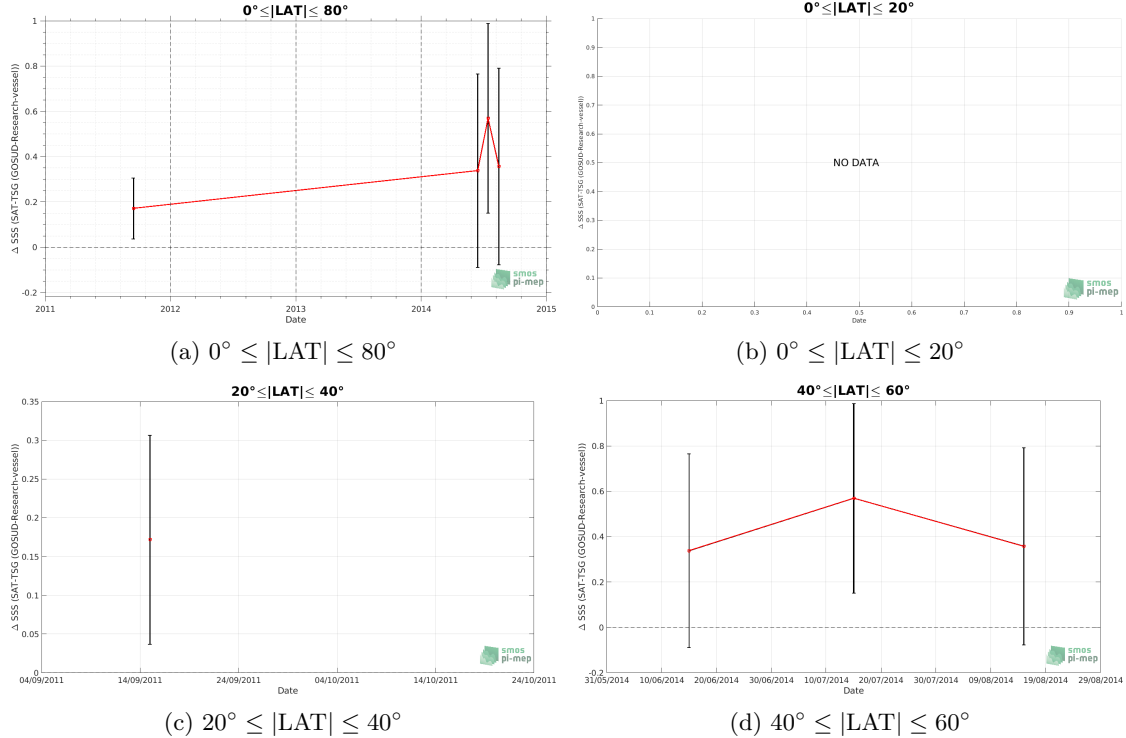 0°≤|LAT|≤ 80°
Δ SSS (SAT-TSG (GOSUD-Research-vessel))
1
0.8
0.6
0.4
0.2
0
-0.2
2011 2012 2013 2014 2015
Date
smos
pi-mep
(a) 0° ≤ |LAT| ≤ 80°
0°≤|LAT|≤ 20°
Δ SSS (SAT-TSG (GOSUD-Research-vessel))
1
0.9
0.8
0.7
0.6
0.5
0.4
0.3
0.2
0.1
0
NO DATA
0 0.1 0.2 0.3 0.4 0.5 0.6 0.7 0.8 0.9 1
Date
smos
pi-mep
(b) 0° ≤ |LAT| ≤ 20°
20°≤|LAT|≤ 40°
Δ SSS (SAT-TSG (GOSUD-Research-vessel))
0.35
0.3
0.25
0.2
0.15
0.1
0.05
0
04/09/2011 14/09/2011 24/09/2011 04/10/2011 14/10/2011 24/10/2011
Date
smos
pi-mep
(c) 20° ≤ |LAT| ≤ 40°
40°≤|LAT|≤ 60°
Δ SSS (SAT-TSG (GOSUD-Research-vessel))
1
0.8
0.6
0.4
0.2
0
-0.2
31/05/2014 10/06/2014 20/06/2014 30/06/2014 10/07/2014 20/07/2014 30/07/2014 09/08/2014 19/08/2014 29/08/2014
Date
smos
pi-mep
(d) 40° ≤ |LAT| ≤ 60°